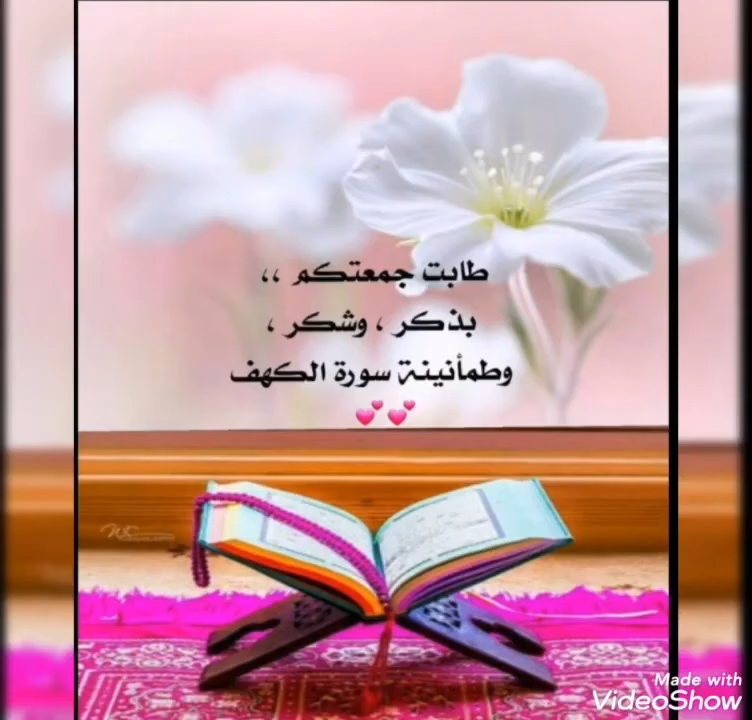 طابت جمعتكم ،،
بذكر ، وشكر ،
وطمأنينة سورة الكهف
💕💕
Made with
VideoShow